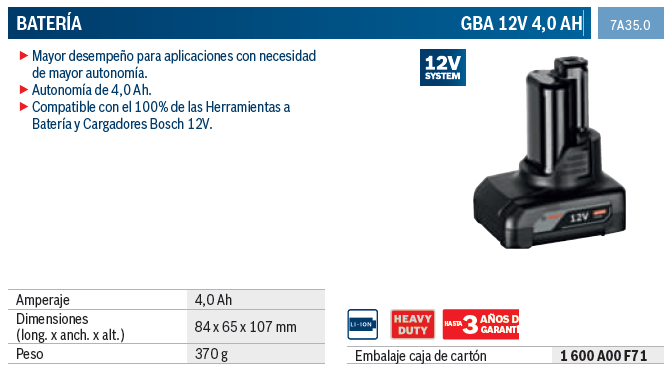 BATERÍA
GBA 12V 4,0 AH
7A35.0
Mayor desempeño para aplicaciones con necesidad
de mayor autonomía.
Autonomía de 4,0 Ah.
Compatible con el 100% de las Herramientas a
Batería y Cargadores Bosch 12V.
12V
SYSTEM
12V
Amperaje 4,0 Ah
Dimensiones
(long. x anch. x alt.) 84 x 65 x 107 mm
Peso 370 g
LI-ION
HEAVY
DUTY
HASTA 3 AÑOS D
GARANTÍ
Embalaje caja de cartón 1 600 A00 F71